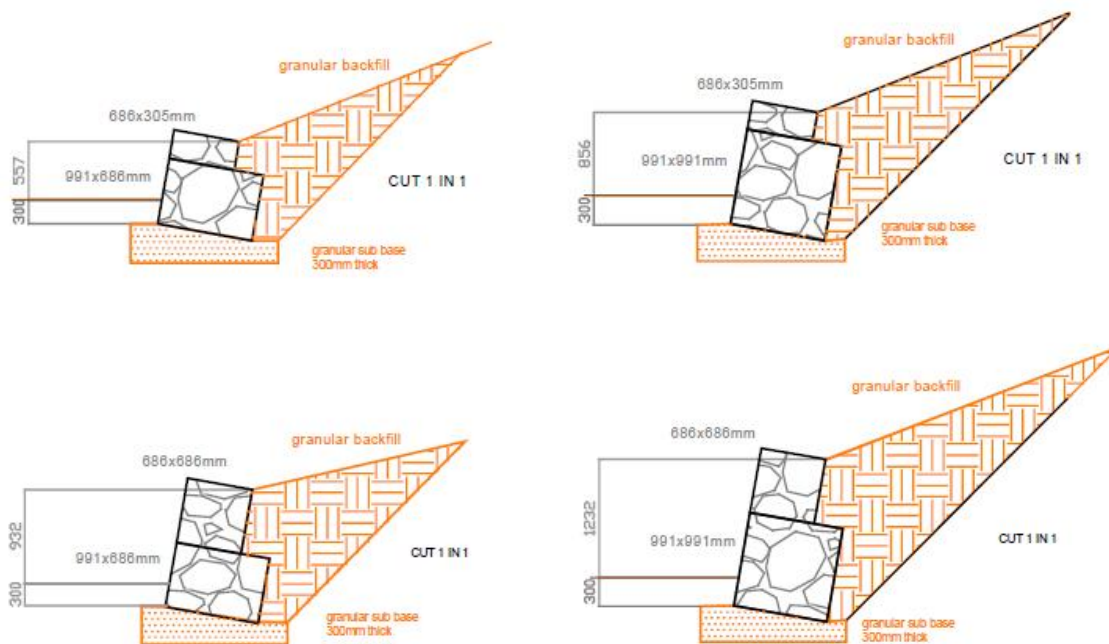 granular backfill
686x305mm
557
991x686mm
CUT 1 IN 1
300
granular sub base
300mm thick
granular backfill
686x305mm
856
991x991mm
CUT 1 IN 1
300
granular sub base
300mm thick
granular backfill
686x686mm
932
991x686mm
CUT 1 IN 1
300
granular sub base
300mm thick
granular backfill
686x686mm
1232
991x991mm
CUT 1 IN 1
300
granular sub base
300mm thick